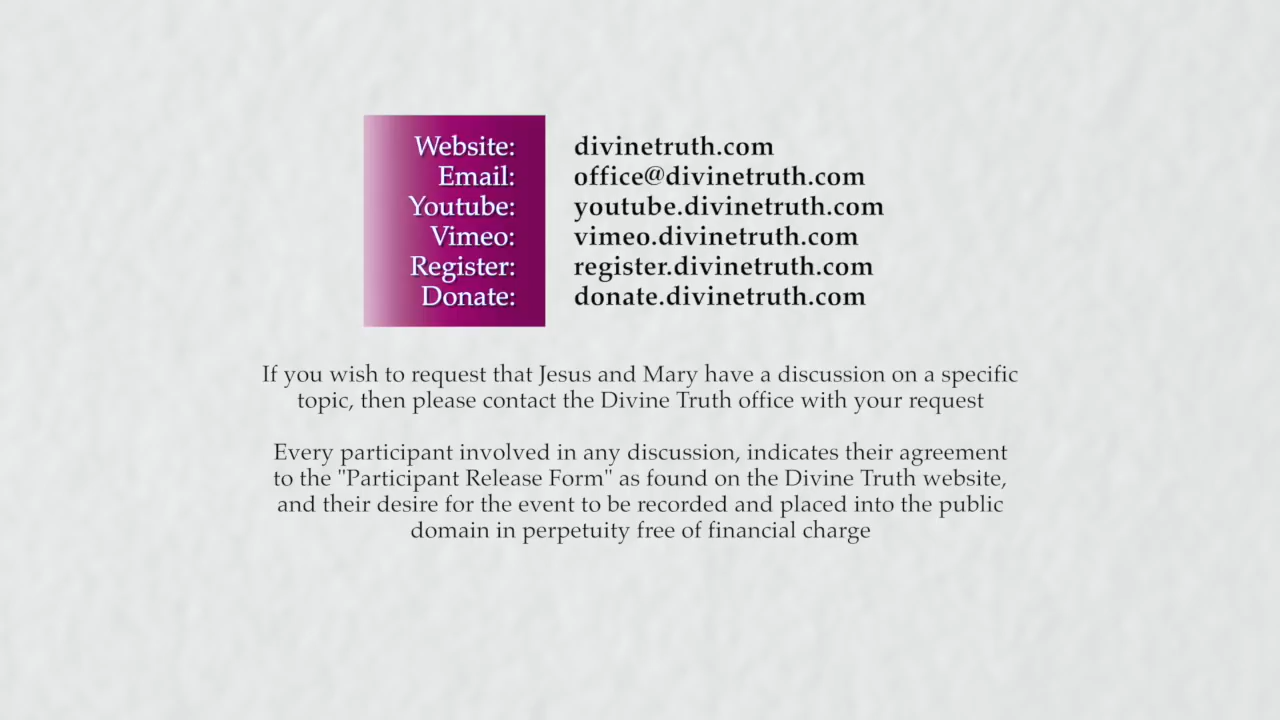 Website: divinetruth.com
Email: office@divinetruth.com
Youtube: youtube.divinetruth.com
Vimeo: vimeo.divinetruth.com
Register: register.divinetruth.com
Donate: donate.divinetruth.com
If you wish to request that Jesus and Mary have a discussion on a specific
topic, then please contact the Divine Truth office with your request
Every participant involved in any discussion, indicates their agreement
to the "Participant Release Form" as found on the Divine Truth website,
and their desire for the event to be recorded and placed into the public
domain in perpetuity free of financial charge